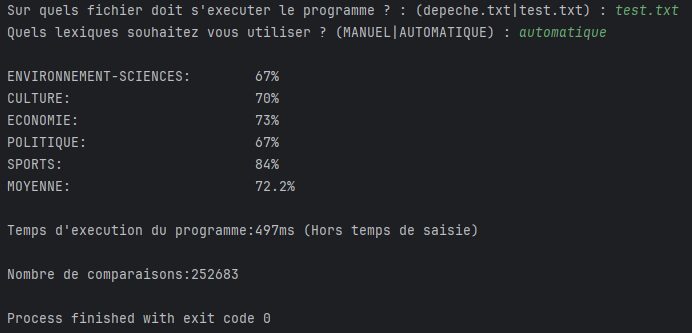 Sur quels fichier doit s'executer le programme ? : (depeche.txt|test.txt) : test.txt
Quels lexiques souhaitez vous utiliser ? (MANUEL|AUTOMATIQUE) : automatique
ENVIRONNEMENT-SCIENCES: 67%
CULTURE: 70%
ECONOMIE: 73%
POLITIQUE: 67%
SPORTS: 84%
MOYENNE: 72.2%
Temps d'execution du programme:497ms (Hors temps de saisie)
Nombre de comparaisons:252683
Process finished with exit code 0